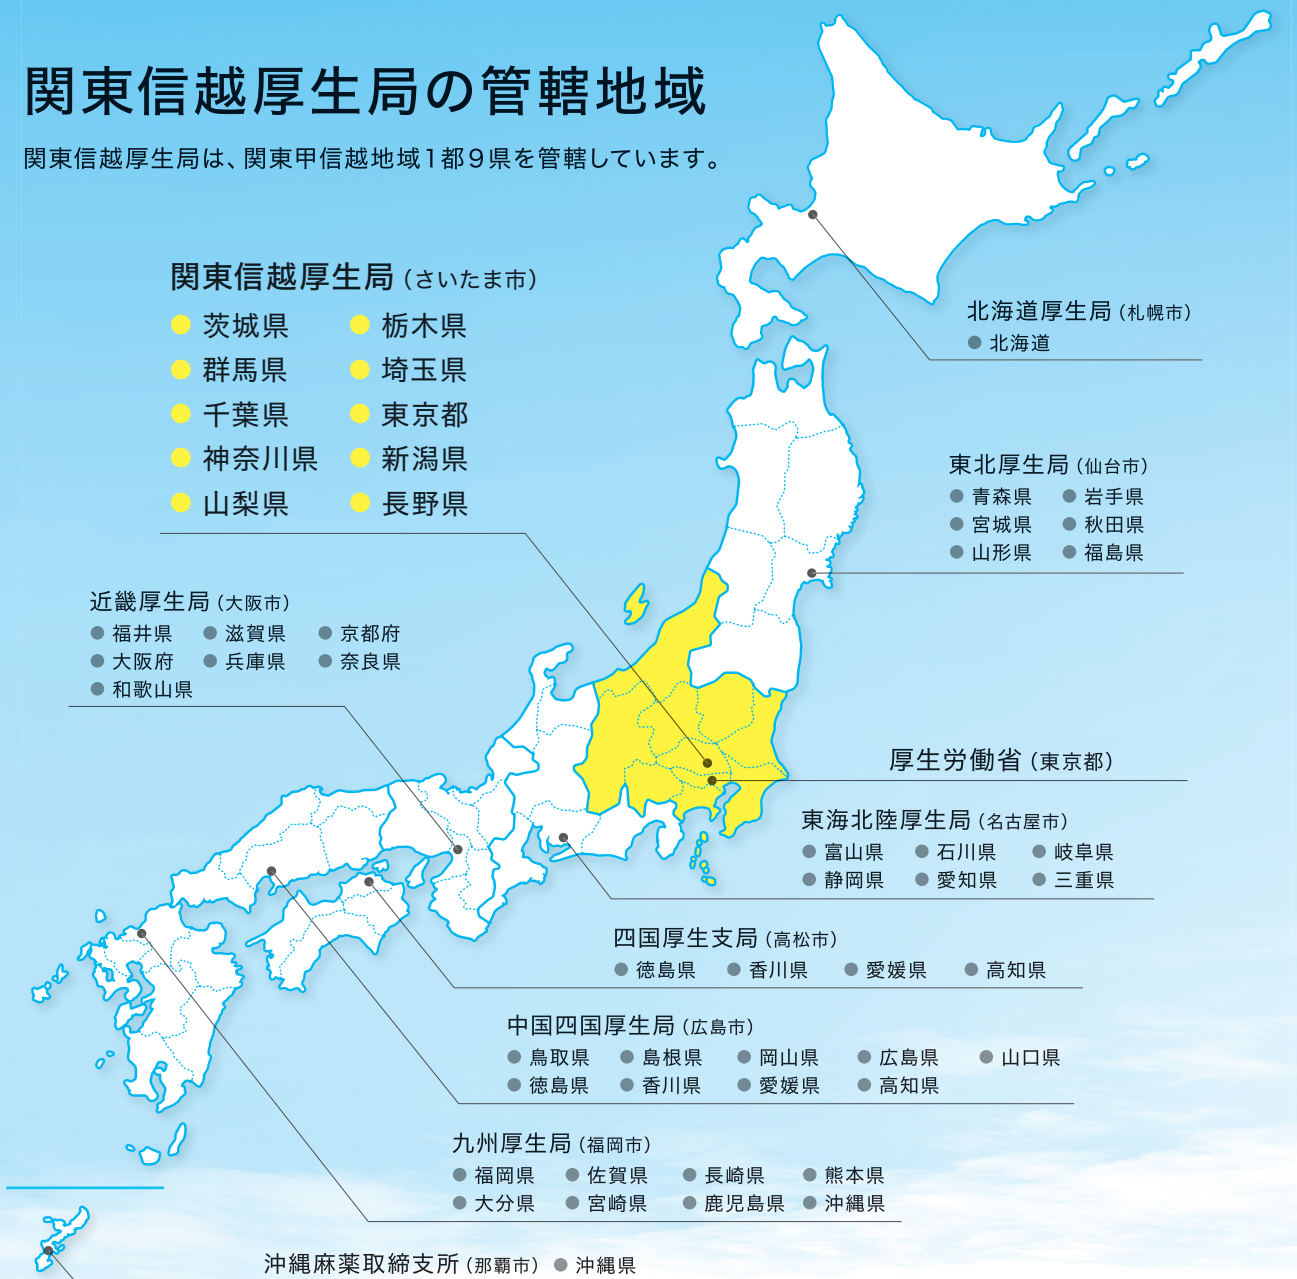 関東信越厚生局の管轄地域
関東信越厚生局は、関東甲信越地域1都9県を管轄しています。
関東信越厚生局（さいたま市）
茨城県 栃木県
群馬県 埼玉県
千葉県 東京都
神奈川県 新潟県
山梨県 長野県
北海道厚生局（札幌市）
北海道
東北厚生局（仙台市）
青森県 岩手県
宮城県 秋田県
山形県 福島県
近畿厚生局（大阪市）
福井県 滋賀県 京都府
大阪府 兵庫県 奈良県
和歌山県
厚生労働省（東京都）
東海北陸厚生局（名古屋市）
富山県 石川県 岐阜県
静岡県 愛知県 三重県
四国厚生支局（高松市）
徳島県 香川県 愛媛県 高知県
中国四国厚生局（広島市）
鳥取県 島根県 岡山県 広島県 山口県
徳島県 香川県 愛媛県 高知県
九州厚生局（福岡市）
福岡県 佐賀県 長崎県 熊本県
大分県 宮崎県 鹿児島県 沖縄県
沖縄麻薬取締支所（那覇市） 沖縄県